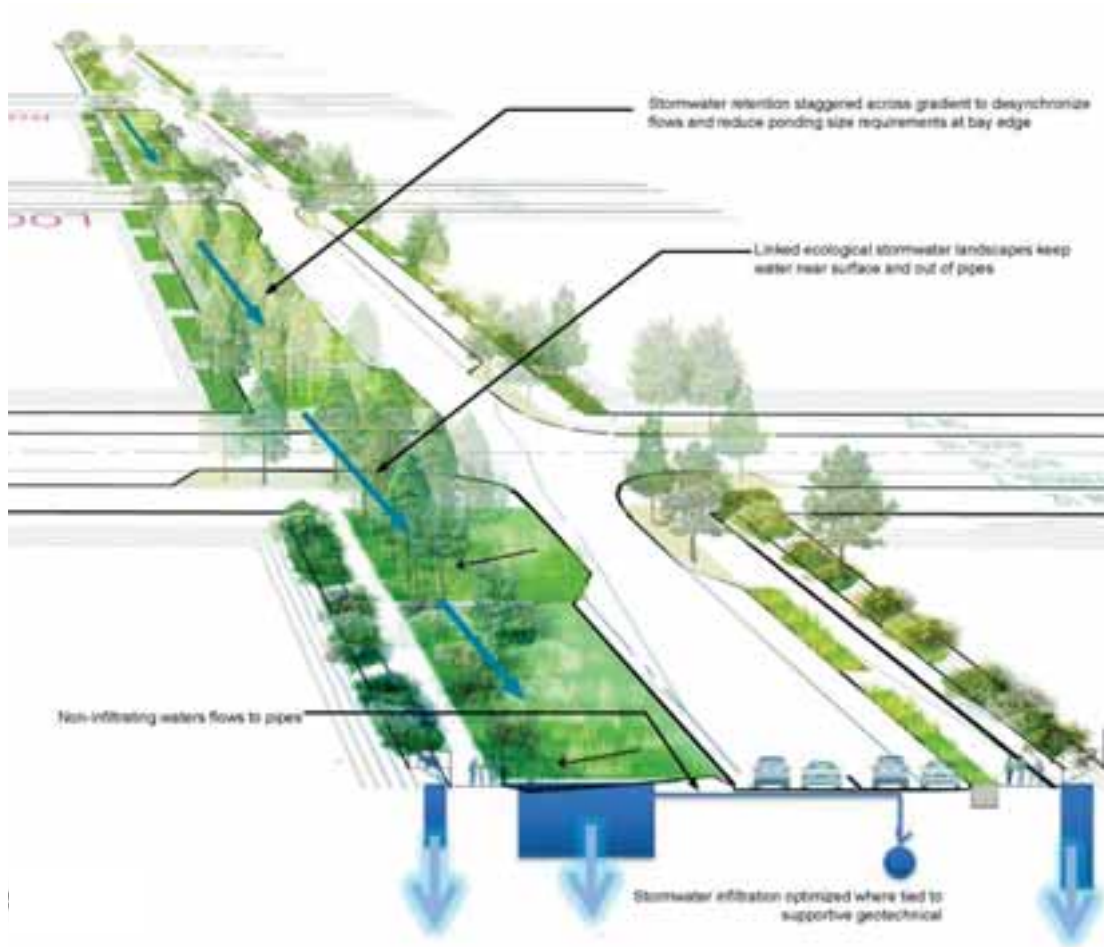 Stormwater retention staggered across gradient to desynchronize
flows and reduce ponding size requirements at bay edge
Linked ecological stormwater landscapes keep
water near surface and out of pipes
Non-infiltrating waters flows to pipes
Stormwater infiltration optimized where tied to
supportive geotechnical